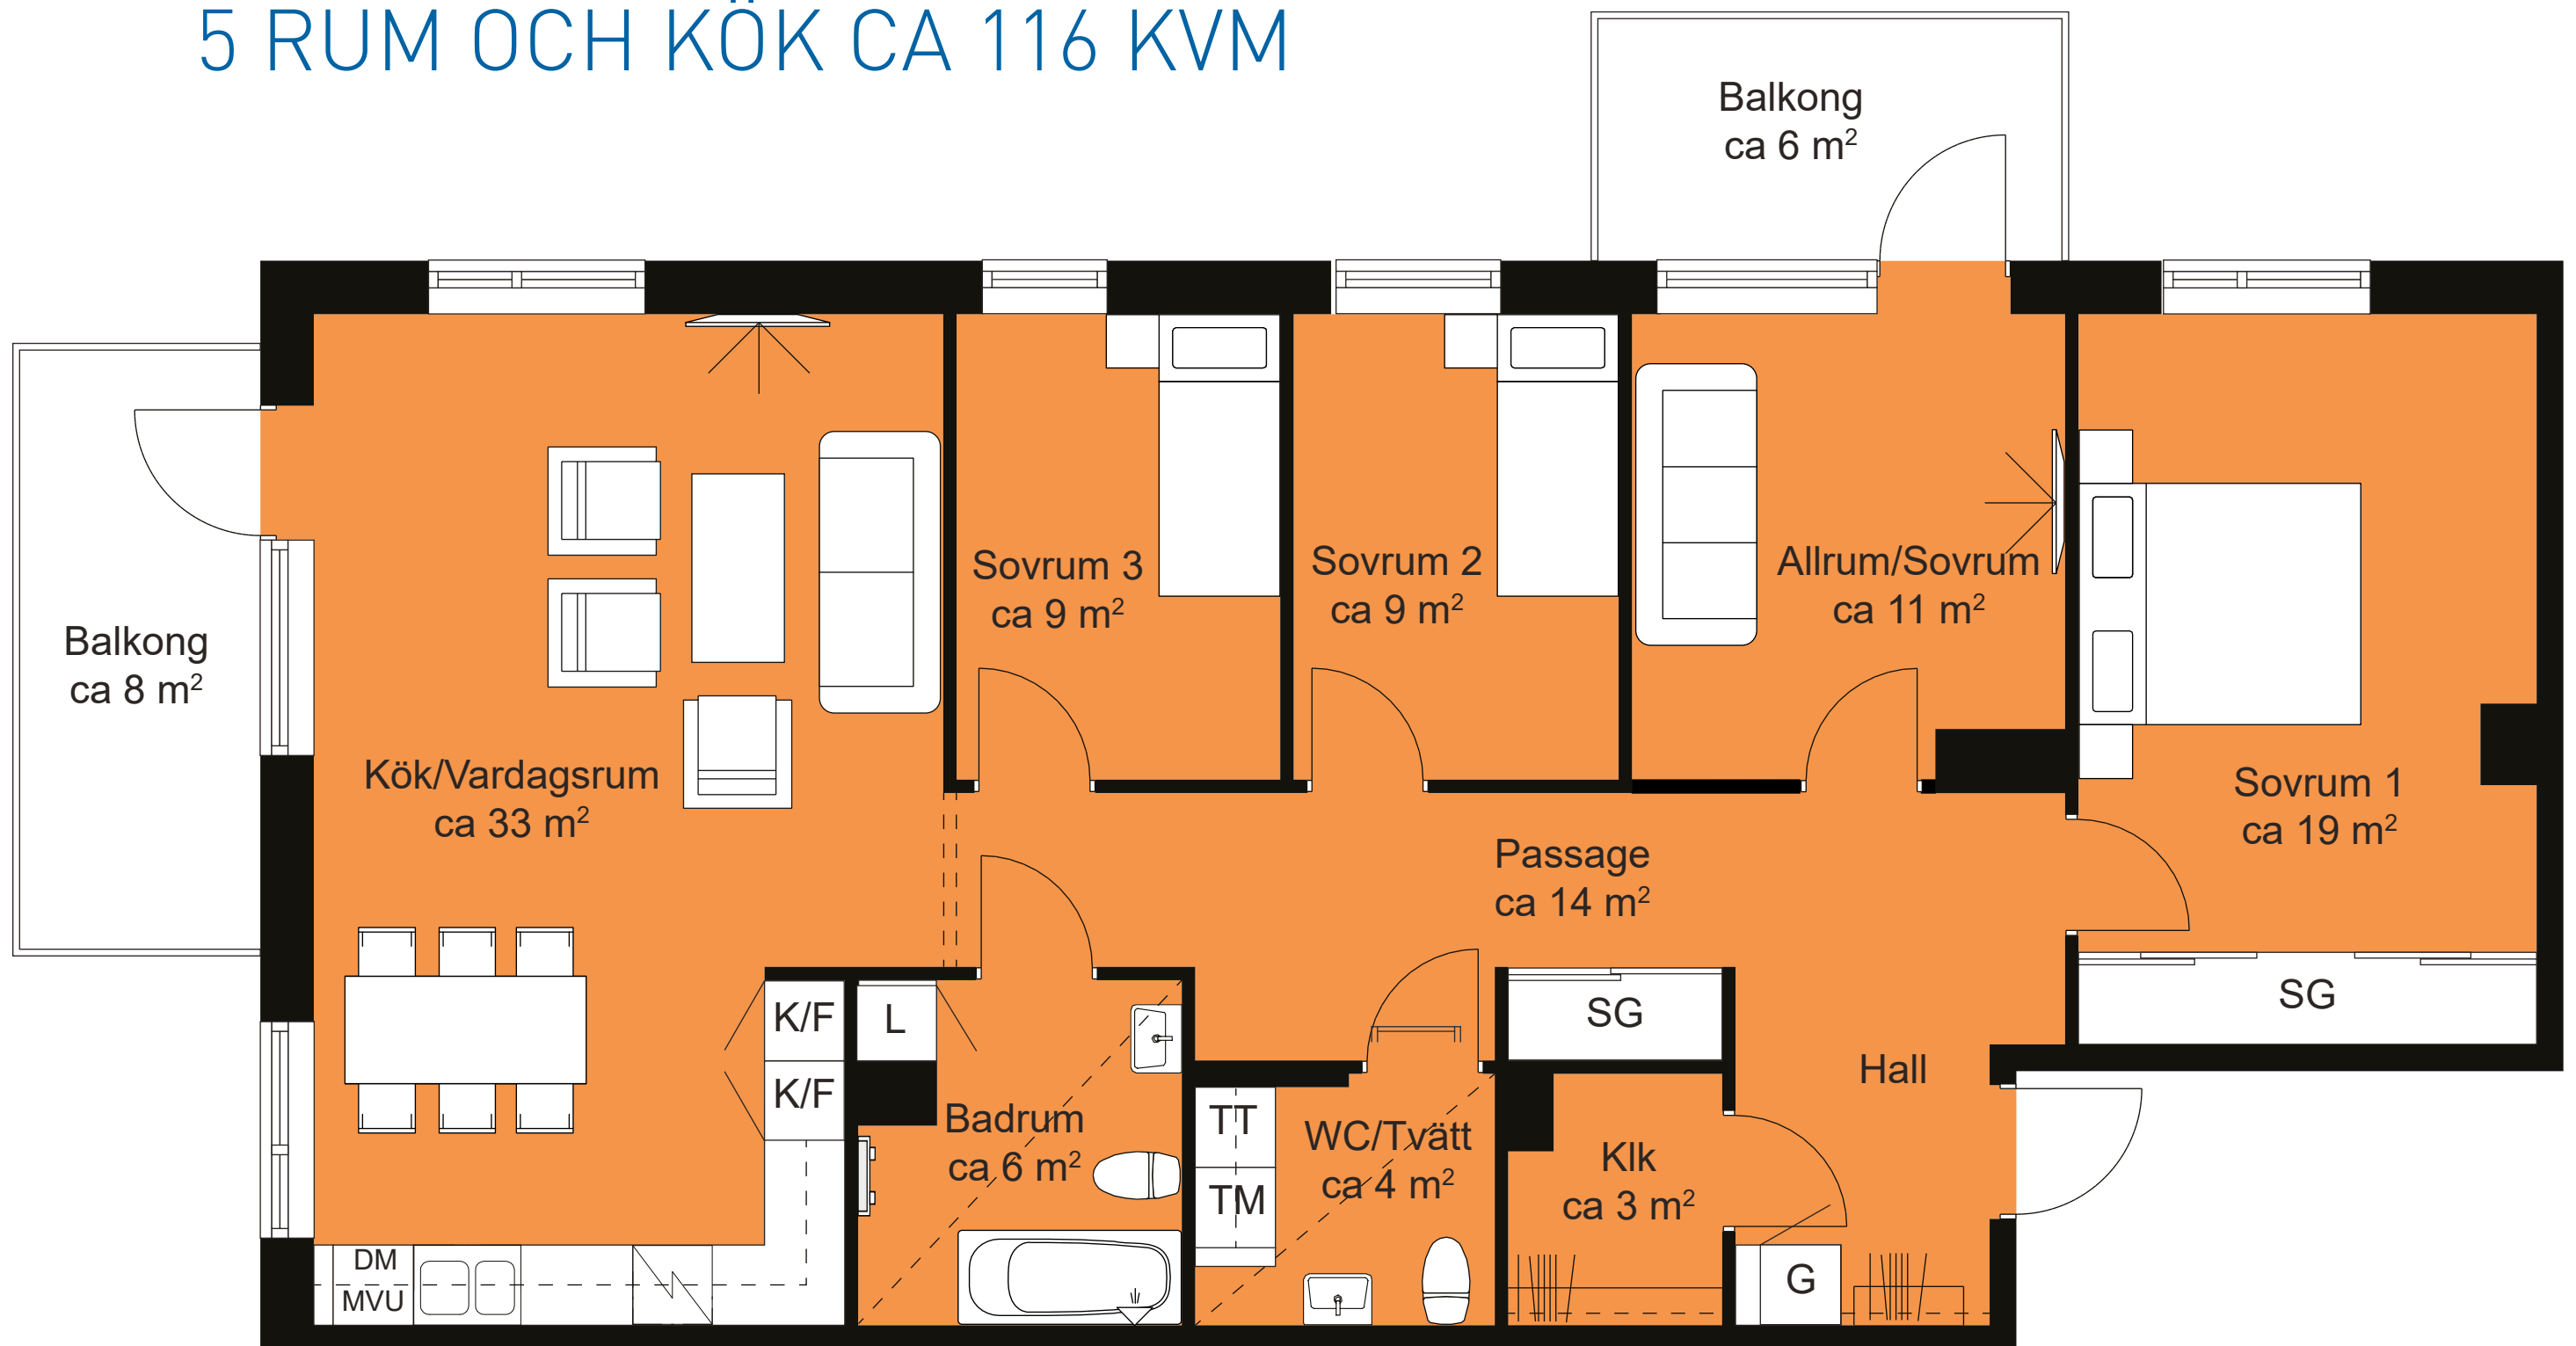 5 RUM OCH KÖK CA 116 KVM
Balkong
ca 6 m²
Balkong
ca 8 m²
Kök/Vardagsrum
ca 33 m²
Sovrum 3
ca 9 m²
Sovrum 2
ca 9 m²
Allrum/Sovrum
ca 11 m²
Sovrum 1
ca 19 m²
Passage
ca 14 m²
SG
SG
Hall
K/F
K/F
L
Badrum
ca 6 m²
TT
TM
WC/Tvätt
ca 4 m²
Klk
ca 3 m²
G
DM
MVU